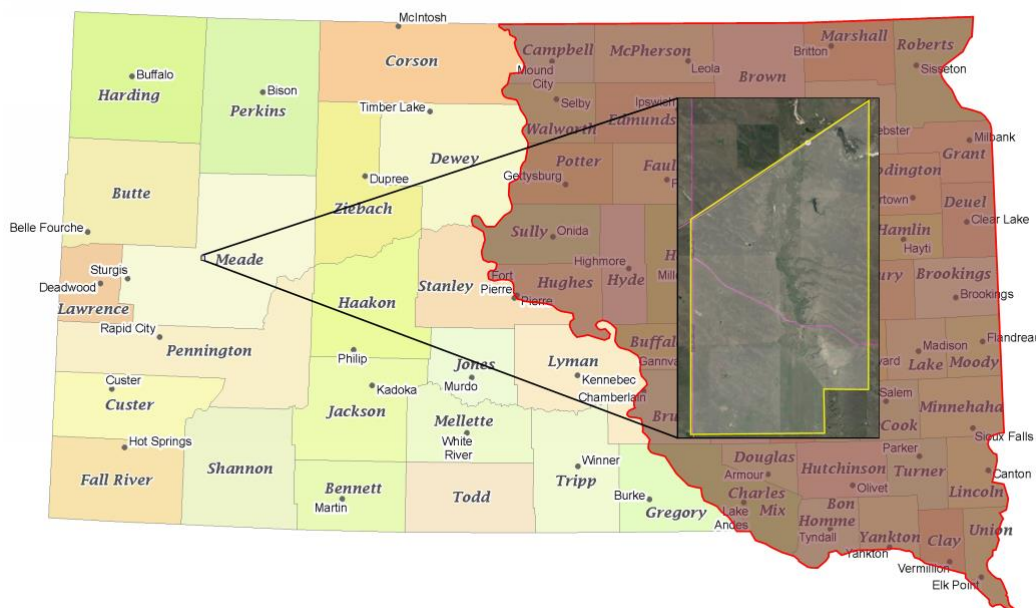 McIntosh
Corson
Campbell
Mound
City
McPherson
Leola
Brown
Marshall
Britton
Roberts
Sisseton
Buffalo
Harding
Bison
Perkins
Timber Lake
Selby
Walworth
Ipswich
Edmunds
Milbank
Grant
Dewey
Potter
Gettysburg
Butte
Dupree
Ziebach
Deuel
Clear Lake
Belle Fourche
Sully
Onida
Hamlin
Hayti
Meade
Sturgis
Deadwood
Lawrence
Stanley
Highmore
Hyde
Hughes
Fort
Pierre
Pierre
Haakon
Brookings
Brookings
Rapid City
Pennington
Philip
Jones
Murdo
Lyman
Kennebec
Chamberlain
Madison
Lake
Moody
Flandreau
Custer
Custer
Kadoka
Jackson
Salem
Minnehaha
Sioux Falls
Mellette
White
River
Hot Springs
Fall River
Shannon
Bennett
Martin
Todd
Winner
Tripp
Burke
Gregory
Douglas
Armour
Charles
Mix
Lake
Andes
Hutchinson
Olivet
Parker
Turner
Canton
Lincoln
Bon
Homme
Tyndall
Yankton
Yankton
Clay
Vermillion
Union
Elk Point